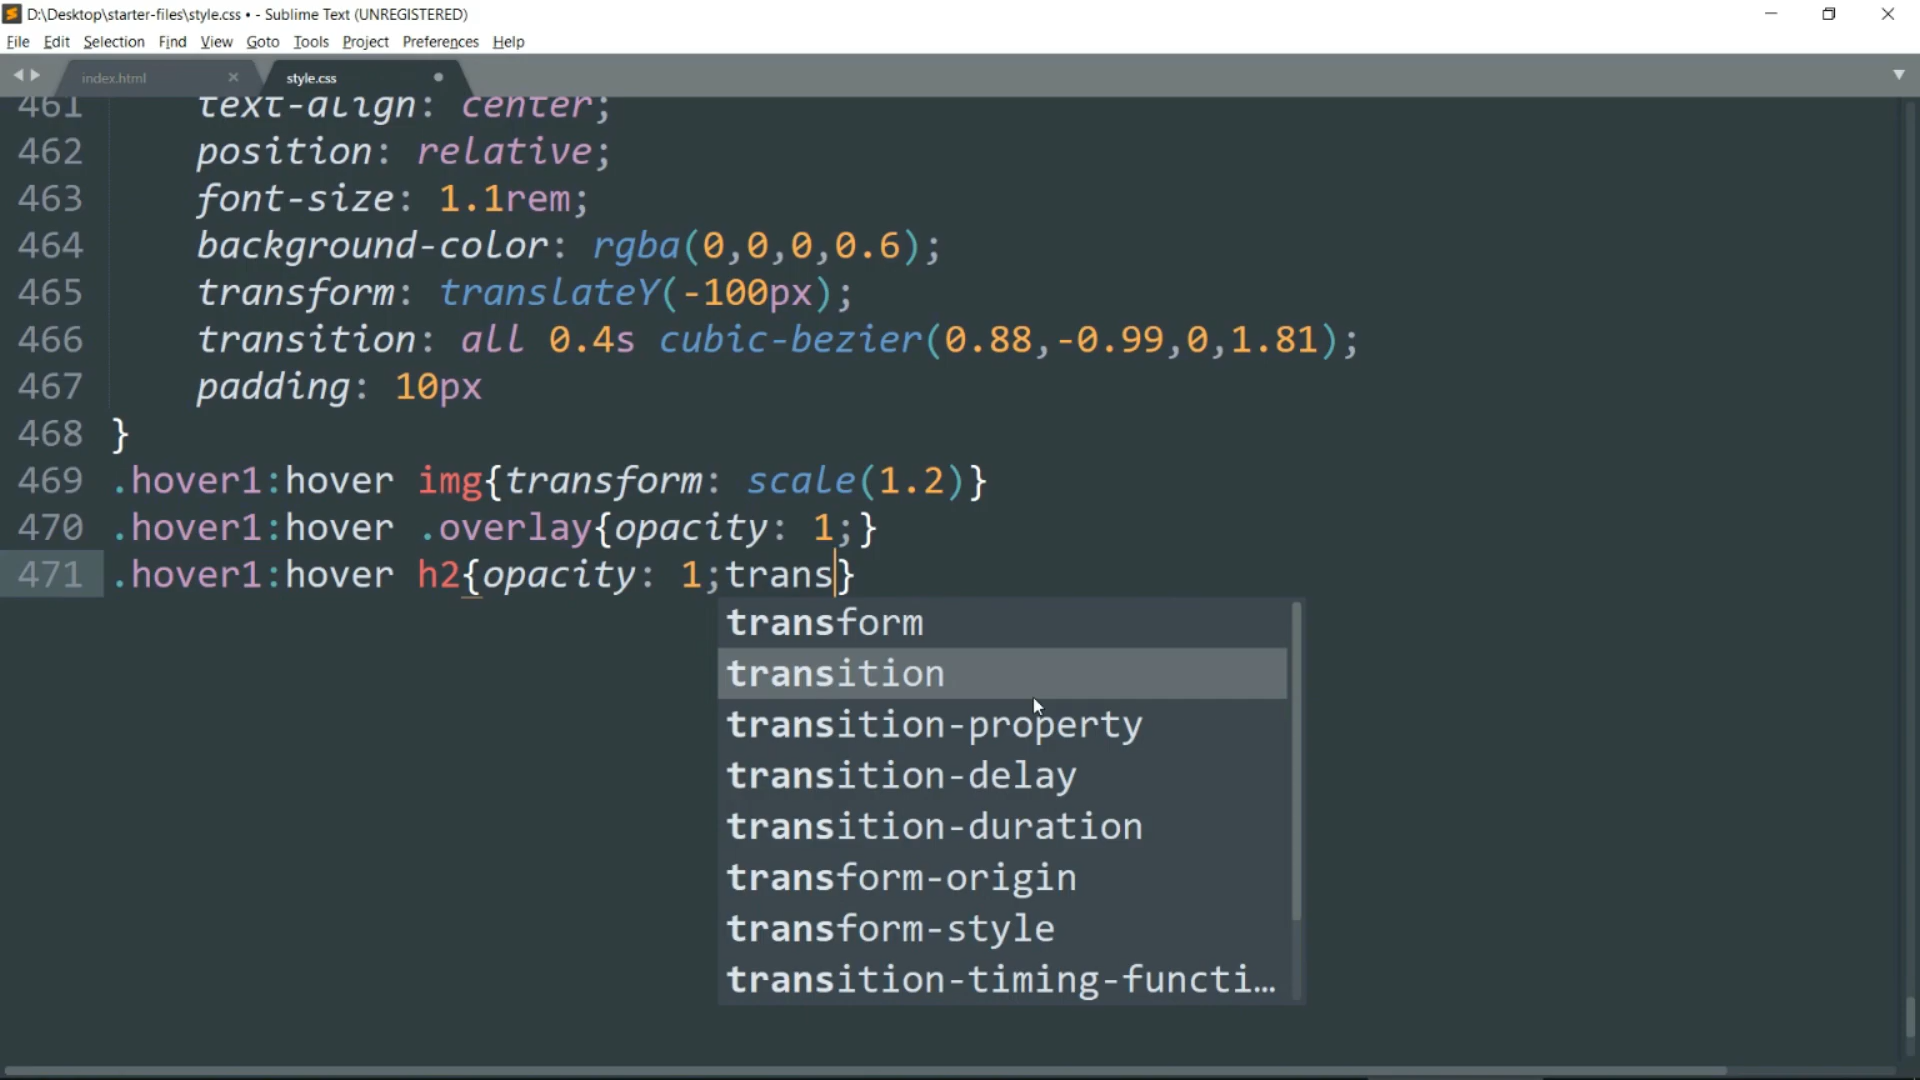 D:\Desktop\starter-files\style.css • - Sublime Text (UNREGISTERED)
File Edit Selection Find View Goto Tools Project Preferences Help
index.html × style.css
461 text-align: center;
462 position: relative;
463 font-size: 1.1rem;
464 background-color: rgba(0,0,0,0.6);
465 transform: translateY(-100px);
466 transition: all 0.4s cubic-bezier(0.88,-0.99,0,1.81);
467 padding: 10px
468 }
469 .hover1:hover img{transform: scale(1.2)}
470 .hover1:hover .overlay{opacity: 1;}
471 .hover1:hover h2{opacity: 1;trans}
transform
transition
transition-property
transition-delay
transition-duration
transform-origin
transform-style
transition-timing-functi…